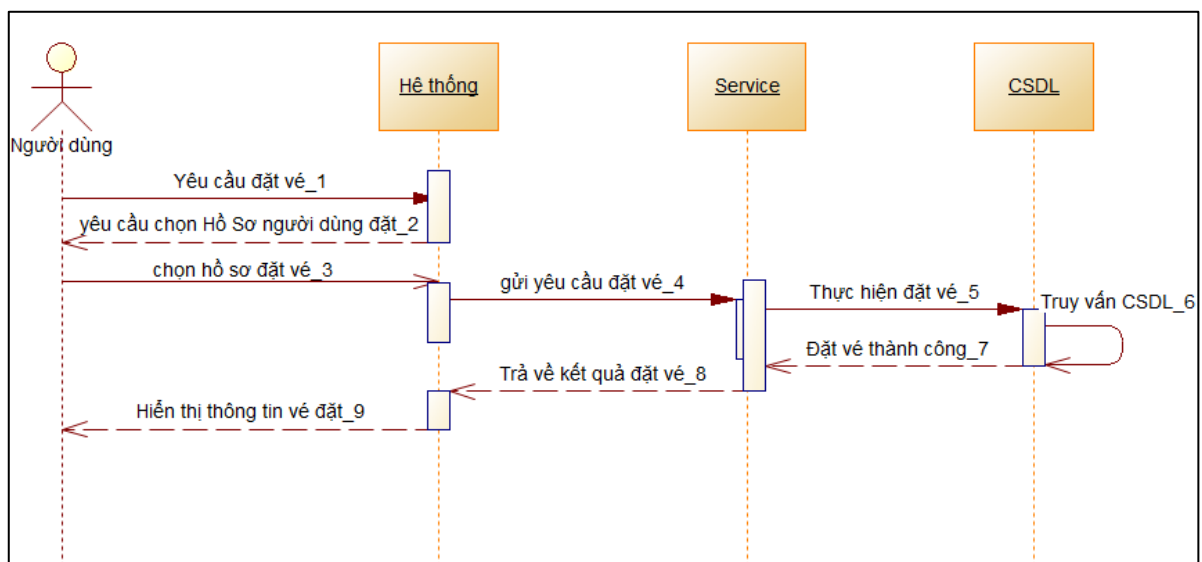 Hê thống
Service
CSDL
Người dùng
Yêu cầu đặt vé_1
yêu cầu chọn Hồ Sơ người dùng đặt_2
chọn hồ sơ đặt vé_3
gửi yêu cầu đặt vé_4
Thực hiện đặt vé_5
Truy vấn CSDL_6
Đặt vé thành công_7
Trả về kết quả đặt vé_8
Hiển thị thông tin vé đặt_9